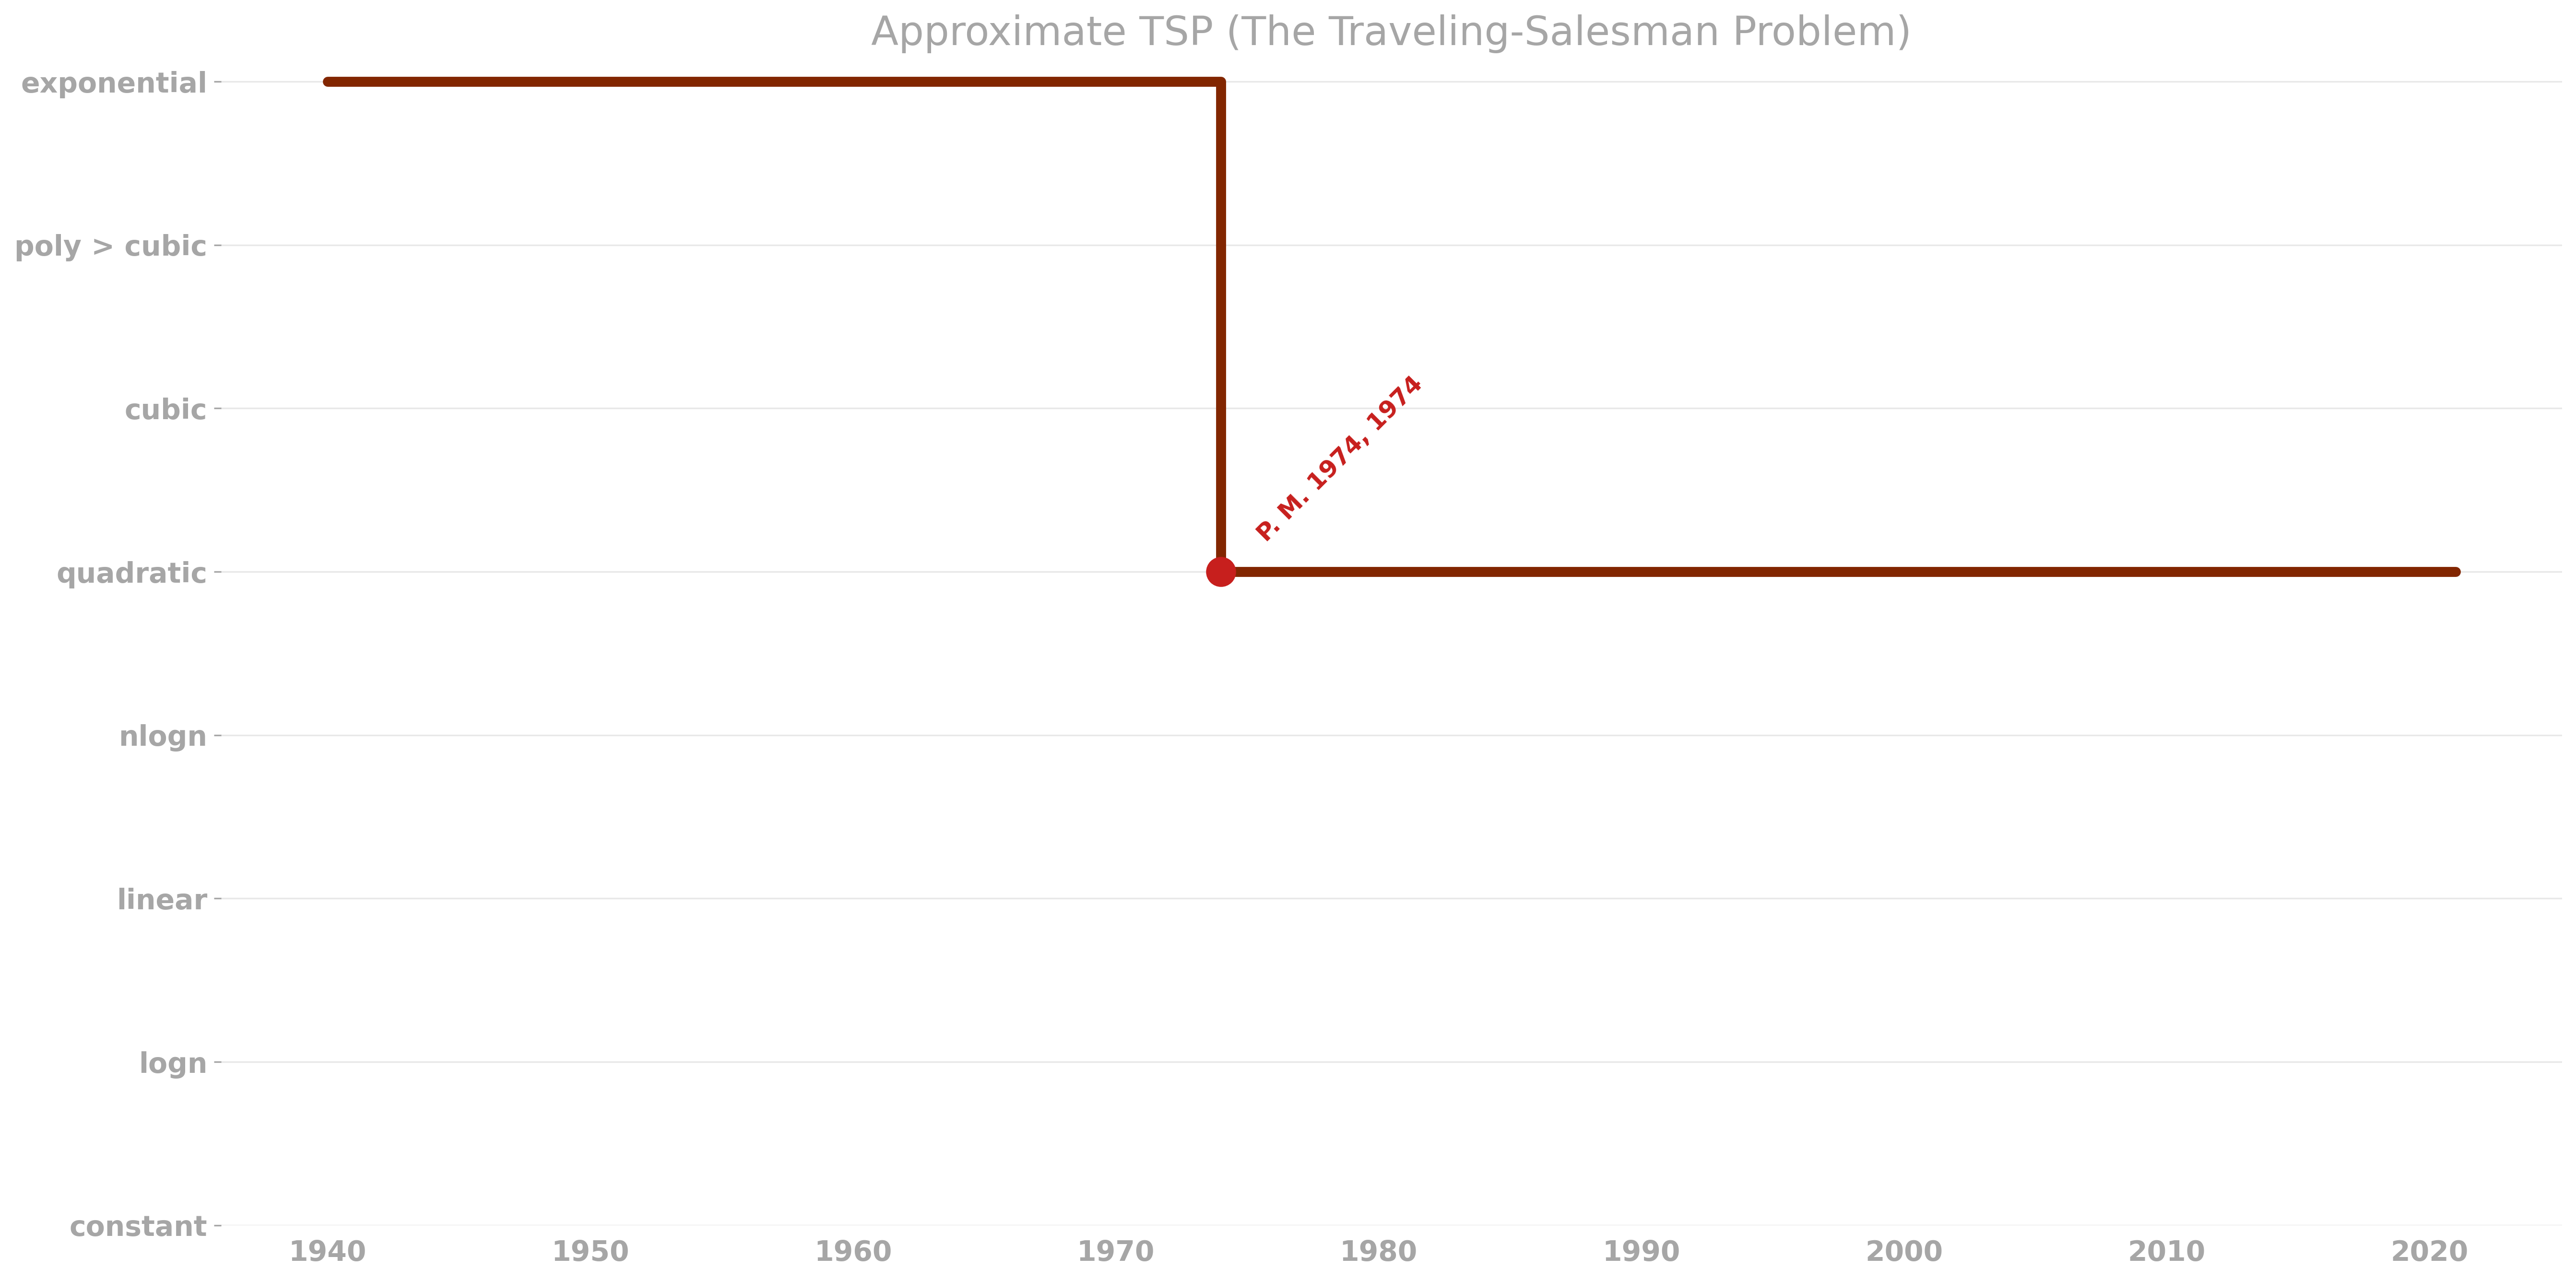 Approximate TSP (The Traveling-Salesman Problem)
exponential
poly > cubic
cubic
P. M. 1974, 1974
quadratic
nlogn
linear
logn
constant
1940 1950 1960 1970 1980 1990 2000 2010 2020